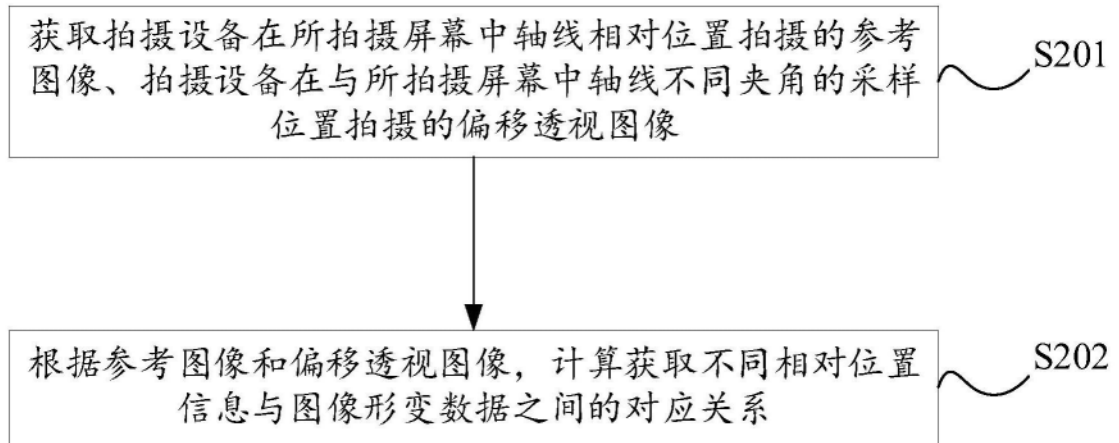 获取拍摄设备在所拍摄屏幕中轴线相对位置拍摄的参考
图像、拍摄设备在与所拍摄屏幕中轴线不同夹角的采样
位置拍摄的偏移透视图像
S201
根据参考图像和偏移透视图像，计算获取不同相对位置
信息与图像形变数据之间的对应关系
S202